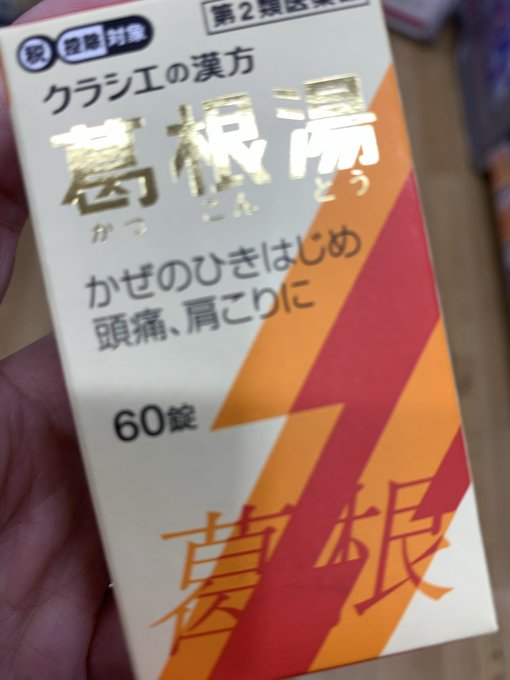 第2類医薬品
税 控除 対象
クラシエの漢方
葛根湯
かっこんとう
かぜのひきはじめ
頭痛、肩こりに
60錠
葛根